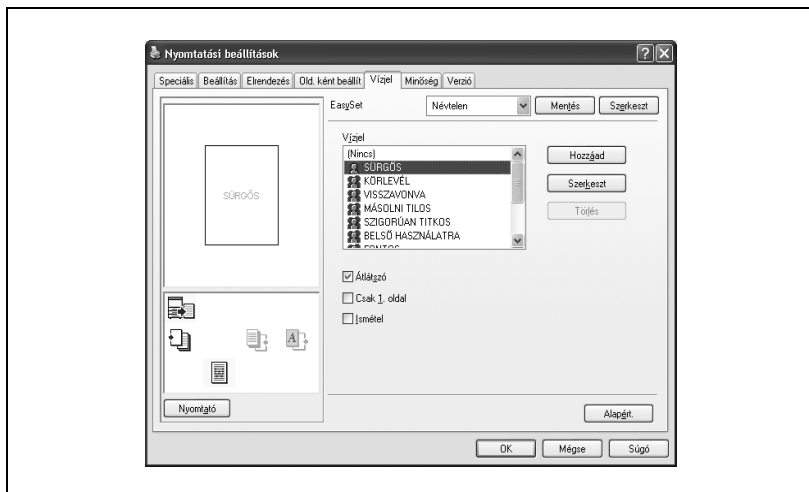 Nyomtatási beállítások
Speciális Beállítás Elrendezés Old. ként beállít Vízjel Minőség Verzió
EasySet Névtelen Mentés Szerkeszt
Vízjel
(Nincs)
SÜRGŐS
KÖRLEVÉL
VISSZAVONVA
MÁSOLNI TILOS
SZIGORÚAN TITKOS
BELSŐ HASZNÁLATRA
FONTOS
Hozzáad
Szerkeszt
Törlés
SÜRGŐS
Átlátszó
Csak 1. oldal
Ismétel
A
Nyomtató
Alapért.
OK Mégse Súgó